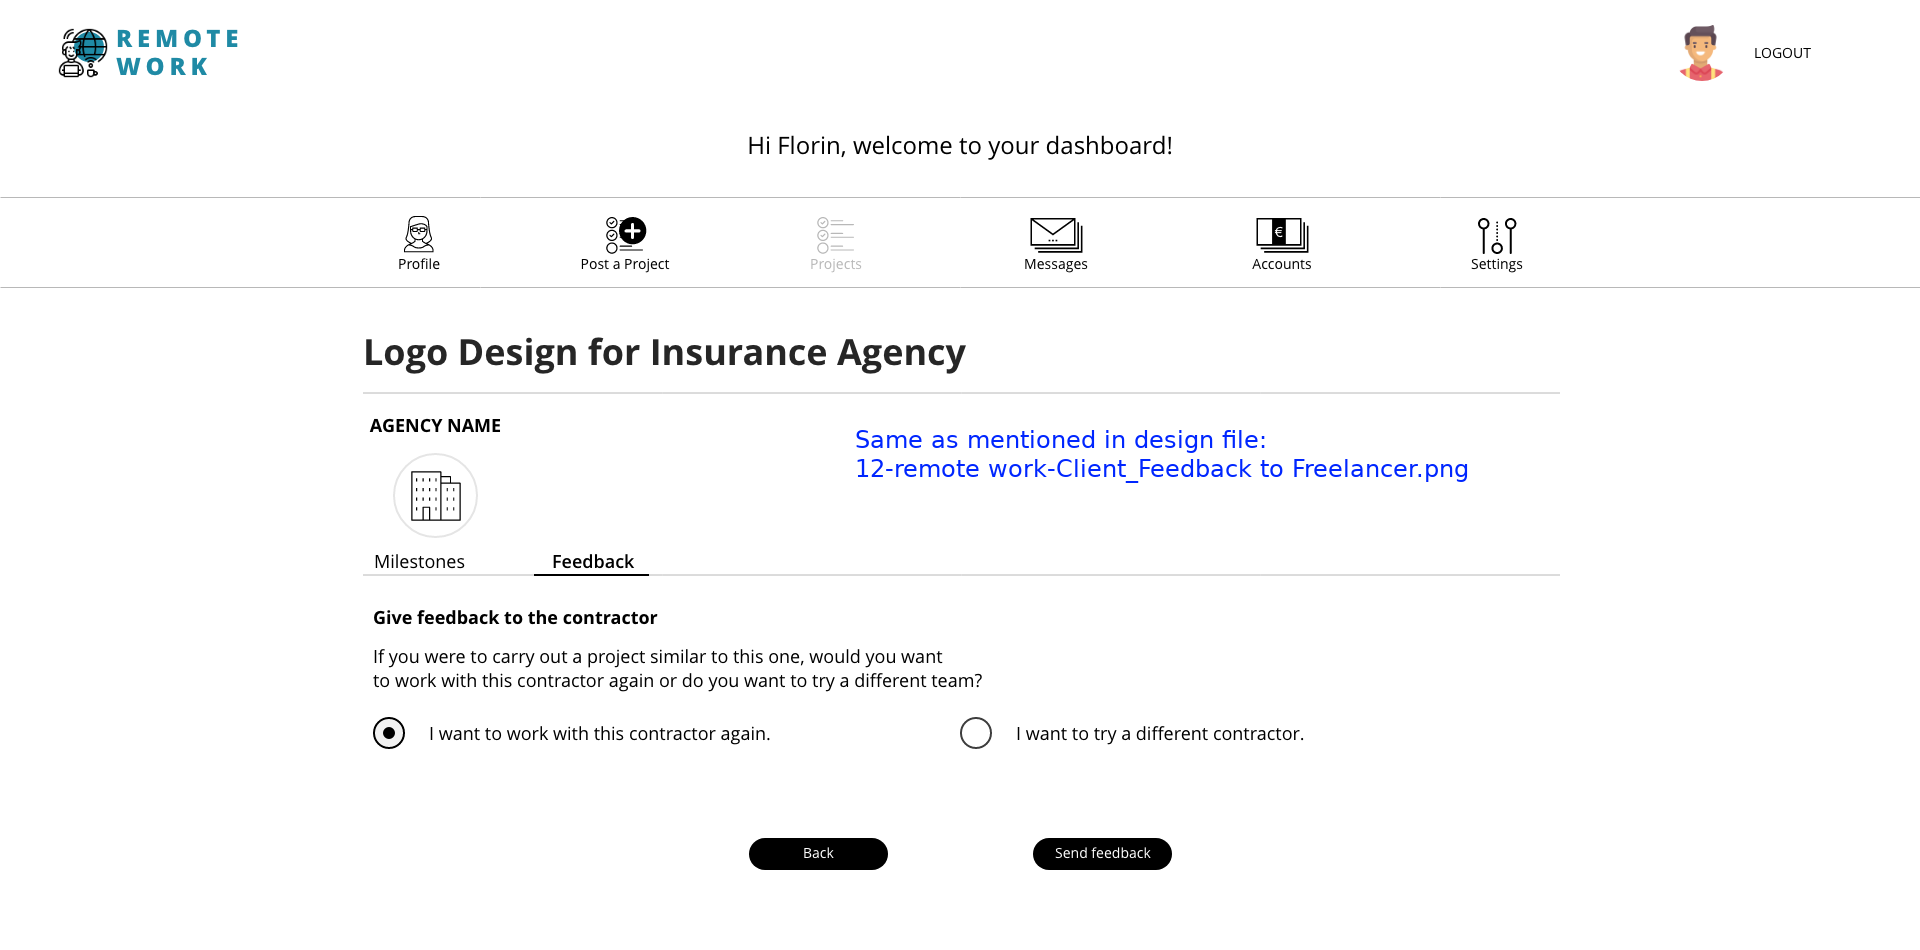 REMOTE
WORK
LOGOUT
Hi Florin, welcome to your dashboard!
Profile
Post a Project
Projects
Messages
€
Accounts
Settings
Logo Design for Insurance Agency
AGENCY NAME
Same as mentioned in design file:
12-remote work-Client_Feedback to Freelancer.png
Milestones
Feedback
Give feedback to the contractor
If you were to carry out a project similar to this one, would you want
to work with this contractor again or do you want to try a different team?
I want to work with this contractor again.
I want to try a different contractor.
Back
Send feedback